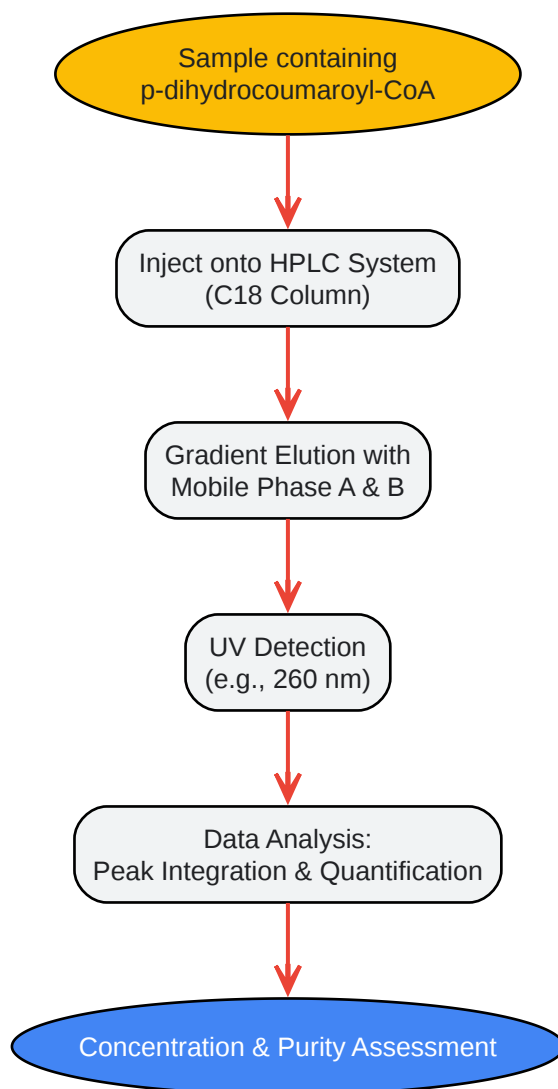 Sample containing
p-dihydrocoumaroyl-CoA
Inject onto HPLC System
(C18 Column)
Gradient Elution with
Mobile Phase A & B
UV Detection
(e.g., 260 nm)
Data Analysis:
Peak Integration & Quantification
Concentration & Purity Assessment